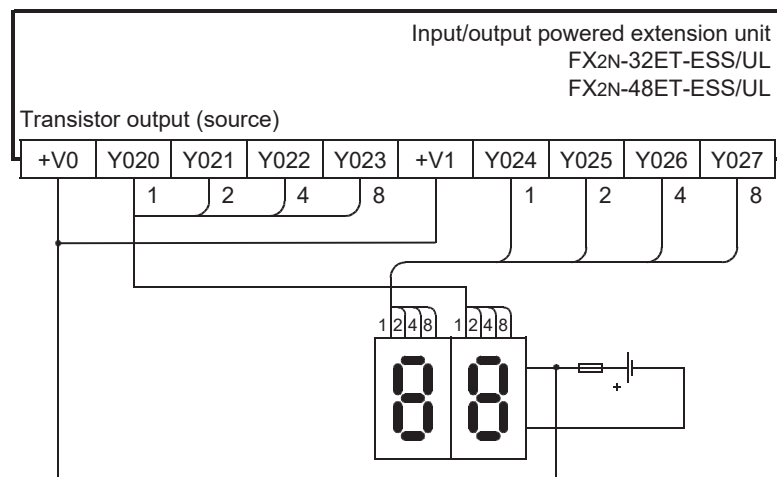 Input/output powered extension unit
FX2N-32ET-ESS/UL
FX2N-48ET-ESS/UL
Transistor output (source)
+V0 Y020 Y021 Y022 Y023 +V1 Y024 Y025 Y026 Y027
1 2 4 8 1 2 4 8
1 2 4 8 1 2 4 8
8 8
+